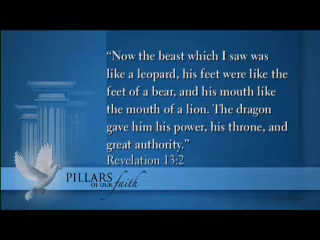 “Now the beast which I saw was
like a leopard, his feet were like the
feet of a bear, and his mouth like
the mouth of a lion. The dragon
gave him his power, his throne, and
great authority.”
Revelation 13:2
PILLARS
OF OUR faith